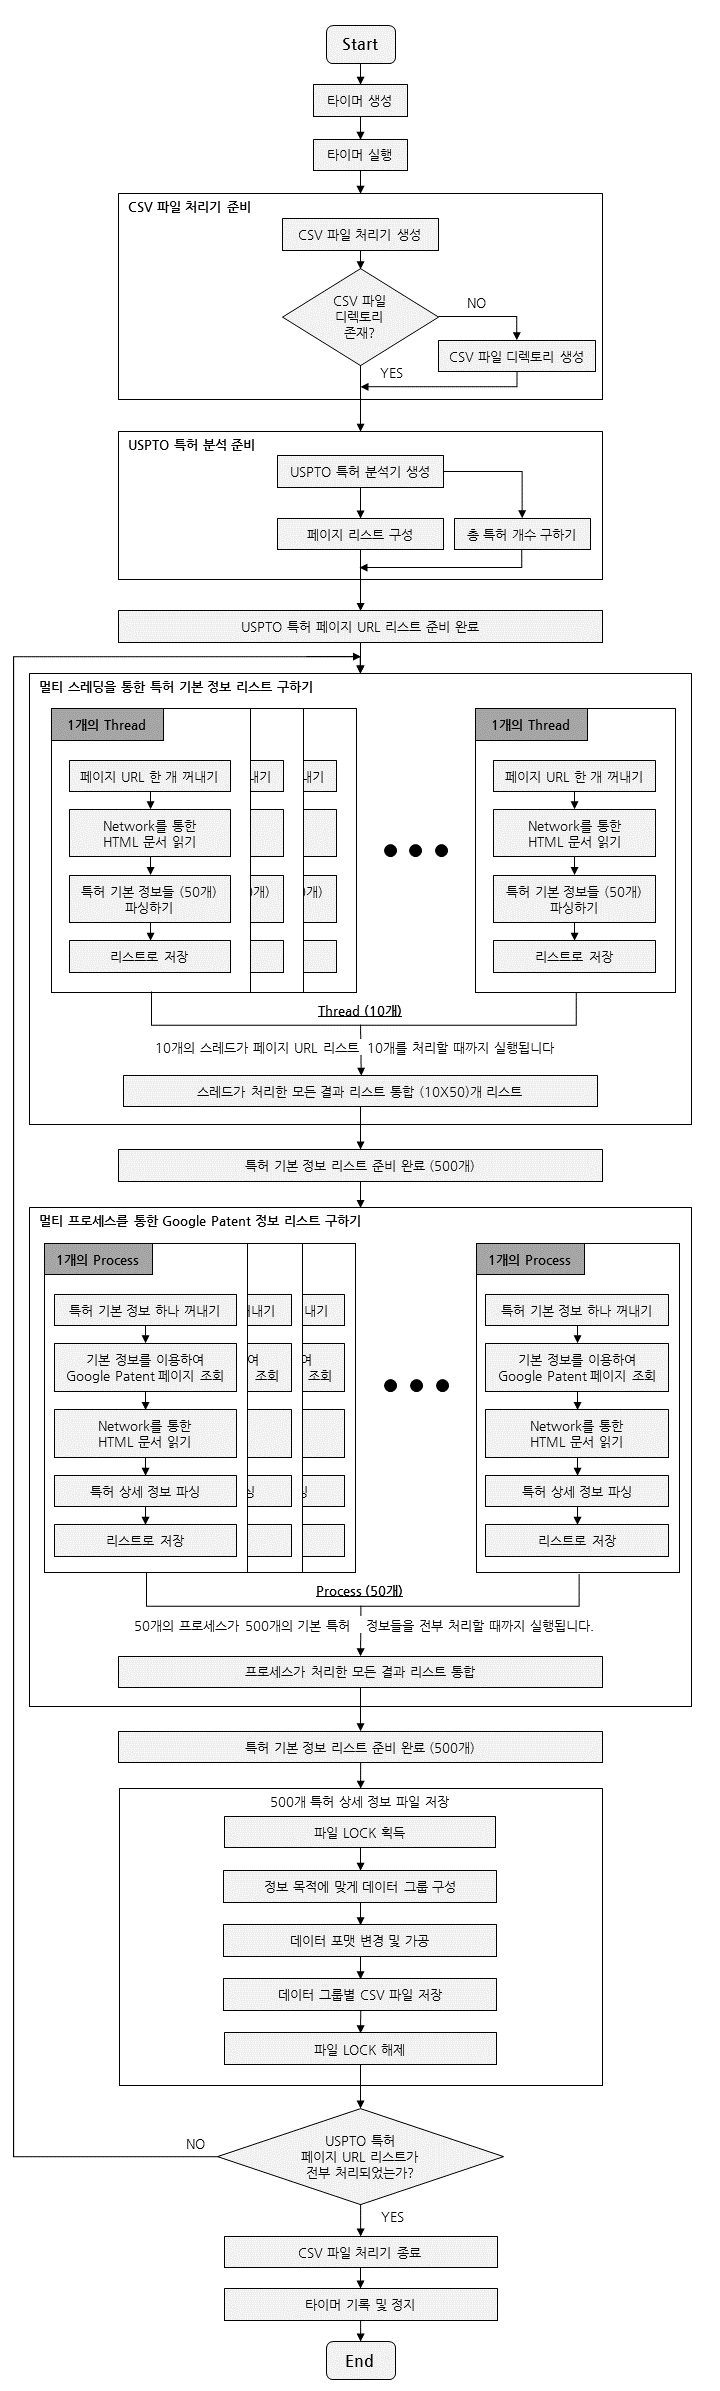 Start
타이머 생성
타이머 실행
CSV 파일 처리기 준비
CSV 파일 처리기 생성
CSV 파일
디렉토리
존재?
NO
CSV 파일 디렉토리 생성
YES
USPTO 특허 분석 준비
USPTO 특허 분석기 생성
페이지 리스트 구성
총 특허 개수 구하기
USPTO 특허 페이지 URL 리스트 준비 완료
멀티 스레딩을 통한 특허 기본 정보 리스트 구하기
1개의 Thread
페이지 URL 한 개 꺼내기
Network를 통한
HTML 문서 읽기
특허 기본 정보들 (50개)
파싱하기
리스트로 저장
내기
개)
내기
개)
1개의 Thread
페이지 URL 한 개 꺼내기
Network를 통한
HTML 문서 읽기
특허 기본 정보들 (50개)
파싱하기
리스트로 저장
Thread (10개)
10개의 스레드가 페이지 URL 리스트 10개를 처리할 때까지 실행됩니다
스레드가 처리한 모든 결과 리스트 통합 (10X50)개 리스트
특허 기본 정보 리스트 준비 완료 (500개)
멀티 프로세스를 통한 Google Patent 정보 리스트 구하기
1개의 Process
특허 기본 정보 하나 꺼내기
기본 정보를 이용하여
Google Patent 페이지 조회
Network를 통한
HTML 문서 읽기
특허 상세 정보 파싱
리스트로 저장
내기
여
조회
싱
내기
여
조회
1개의 Process
특허 기본 정보 하나 꺼내기
기본 정보를 이용하여
Google Patent 페이지 조회
Network를 통한
HTML 문서 읽기
특허 상세 정보 파싱
리스트로 저장
Process (50개)
50개의 프로세스가 500개의 기본 특허 정보들을 전부 처리할 때까지 실행됩니다.
프로세스가 처리한 모든 결과 리스트 통합
특허 기본 정보 리스트 준비 완료 (500개)
500개 특허 상세 정보 파일 저장
파일 LOCK 획득
정보 목적에 맞게 데이터 그룹 구성
데이터 포맷 변경 및 가공
데이터 그룹별 CSV 파일 저장
파일 LOCK 해제
USPTO 특허
페이지 URL 리스트가
전부 처리되었는가?
NO
YES
CSV 파일 처리기 종료
타이머 기록 및 정지
End